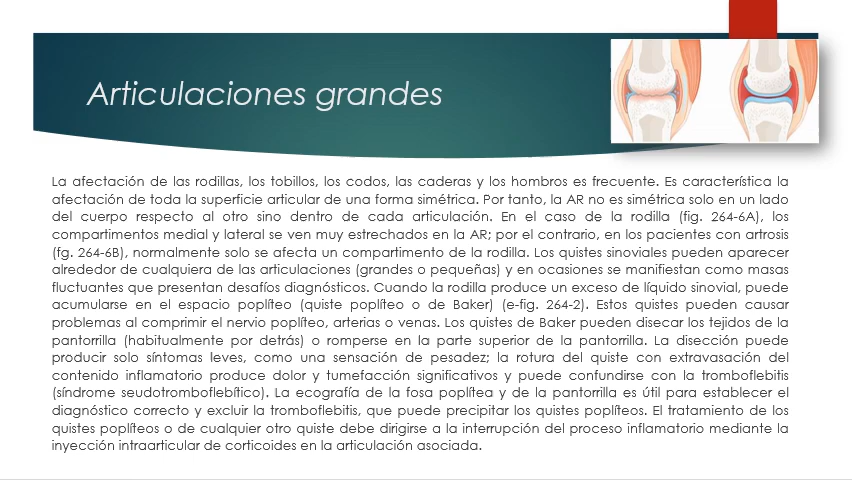 Articulaciones grandes
La afectación de las rodillas, los tobillos, los codos, las caderas y los hombros es frecuente. Es característica la
afectación de toda la superficie articular de una forma simétrica. Por tanto, la AR no es simétrica solo en un lado
del cuerpo respecto al otro sino dentro de cada articulación. En el caso de la rodilla (fig. 264-6A), los
compartimentos medial y lateral se ven muy estrechados en la AR; por el contrario, en los pacientes con artrosis
(fg. 264-6B), normalmente solo se afecta un compartimento de la rodilla. Los quistes sinoviales pueden aparecer
alrededor de cualquiera de las articulaciones (grandes o pequeñas) y en ocasiones se manifiestan como masas
fluctuantes que presentan desafíos diagnósticos. Cuando la rodilla produce un exceso de líquido sinovial, puede
acumularse en el espacio poplíteo (quiste poplíteo o de Baker) (e-fig. 264-2). Estos quistes pueden causar
problemas al comprimir el nervio poplíteo, arterias o venas. Los quistes de Baker pueden disecar los tejidos de la
pantorrilla (habitualmente por detrás) o romperse en la parte superior de la pantorrilla. La disección puede
producir solo síntomas leves, como una sensación de pesadez; la rotura del quiste con extravasación del
contenido inflamatorio produce dolor y tumefacción significativos y puede confundirse con la tromboflebitis
(síndrome seudotromboflebítico). La ecografía de la fosa poplítea y de la pantorrilla es útil para establecer el
diagnóstico correcto y excluir la tromboflebitis, que puede precipitar los quistes poplíteos. El tratamiento de los
quistes poplíteos o de cualquier otro quiste debe dirigirse a la interrupción del proceso inflamatorio mediante la
inyección intraarticular de corticoides en la articulación asociada.